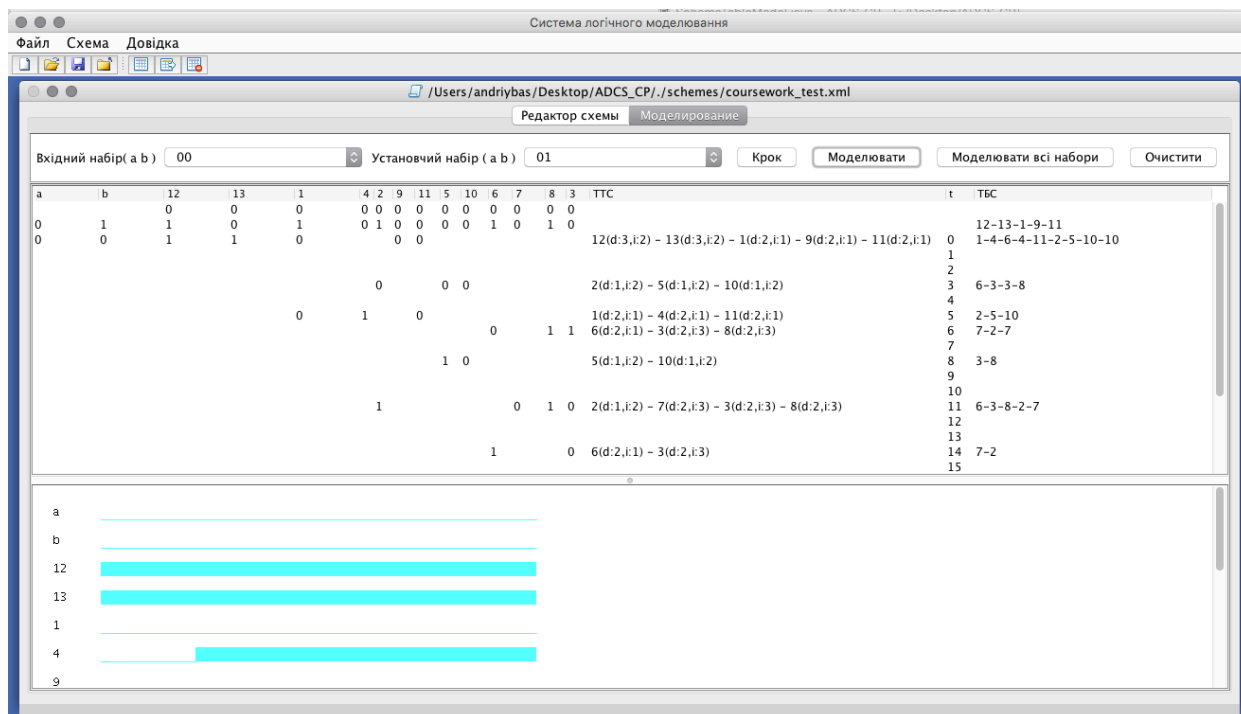 Система логічного моделювання
Файл Схема Довідка
/Users/andriybas/Desktop/ADCS_CP/./schemes/coursework_test.xml
Редактор схемы Моделирование
Вхідний набір( a b ) 00 Установчий набір ( a b ) 01 Крок Моделювати Моделювати всі набори Очистити
a b 12 13 1 4 2 9 11 5 10 6 7 8 3 ТТС t ТБС
0 0 0 0 0 0 0 0 0 0 0 0 0
0 1 1 0 1 0 1 0 0 0 0 1 0 1 0 12-13-1-9-11
0 0 1 1 0 0 0 12(d:3,i:2) - 13(d:3,i:2) - 1(d:2,i:1) - 9(d:2,i:1) - 11(d:2,i:1) 0 1-4-6-4-11-2-5-10-10
1
2
0 0 0 2(d:1,i:2) - 5(d:1,i:2) - 10(d:1,i:2) 3 6-3-3-8
4
0 1 0 1(d:2,i:1) - 4(d:2,i:1) - 11(d:2,i:1) 5 2-5-10
0 1 1 6(d:2,i:1) - 3(d:2,i:3) - 8(d:2,i:3) 6 7-2-7
7
1 0 5(d:1,i:2) - 10(d:1,i:2) 8 3-8
9
10
1 0 1 0 2(d:1,i:2) - 7(d:2,i:3) - 3(d:2,i:3) - 8(d:2,i:3) 11 6-3-8-2-7
12
13
1 0 6(d:2,i:1) - 3(d:2,i:3) 14 7-2
15
a
b
12
13
1
4
9